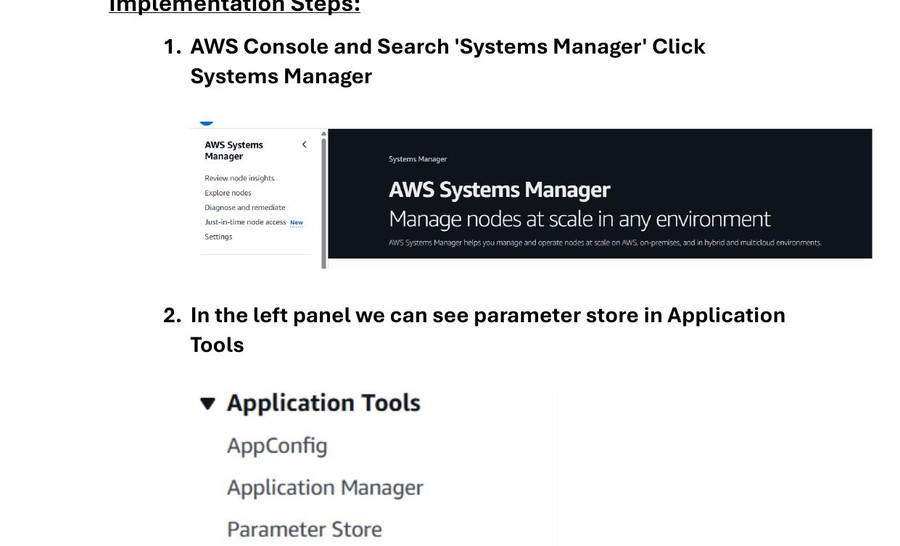 Implementation Steps:
1. AWS Console and Search 'Systems Manager' Click
Systems Manager
AWS Systems
Manager
Review node insights
Explore nodes
Diagnose and remediate
Just-in-time node access New
Settings
Systems Manager
AWS Systems Manager
Manage nodes at scale in any environment
AWS Systems Manager helps you manage and operate nodes at scale on AWS, on-premises, and in hybrid and multicloud environments.
2. In the left panel we can see parameter store in Application
Tools
Application Tools
AppConfig
Application Manager
Parameter Store